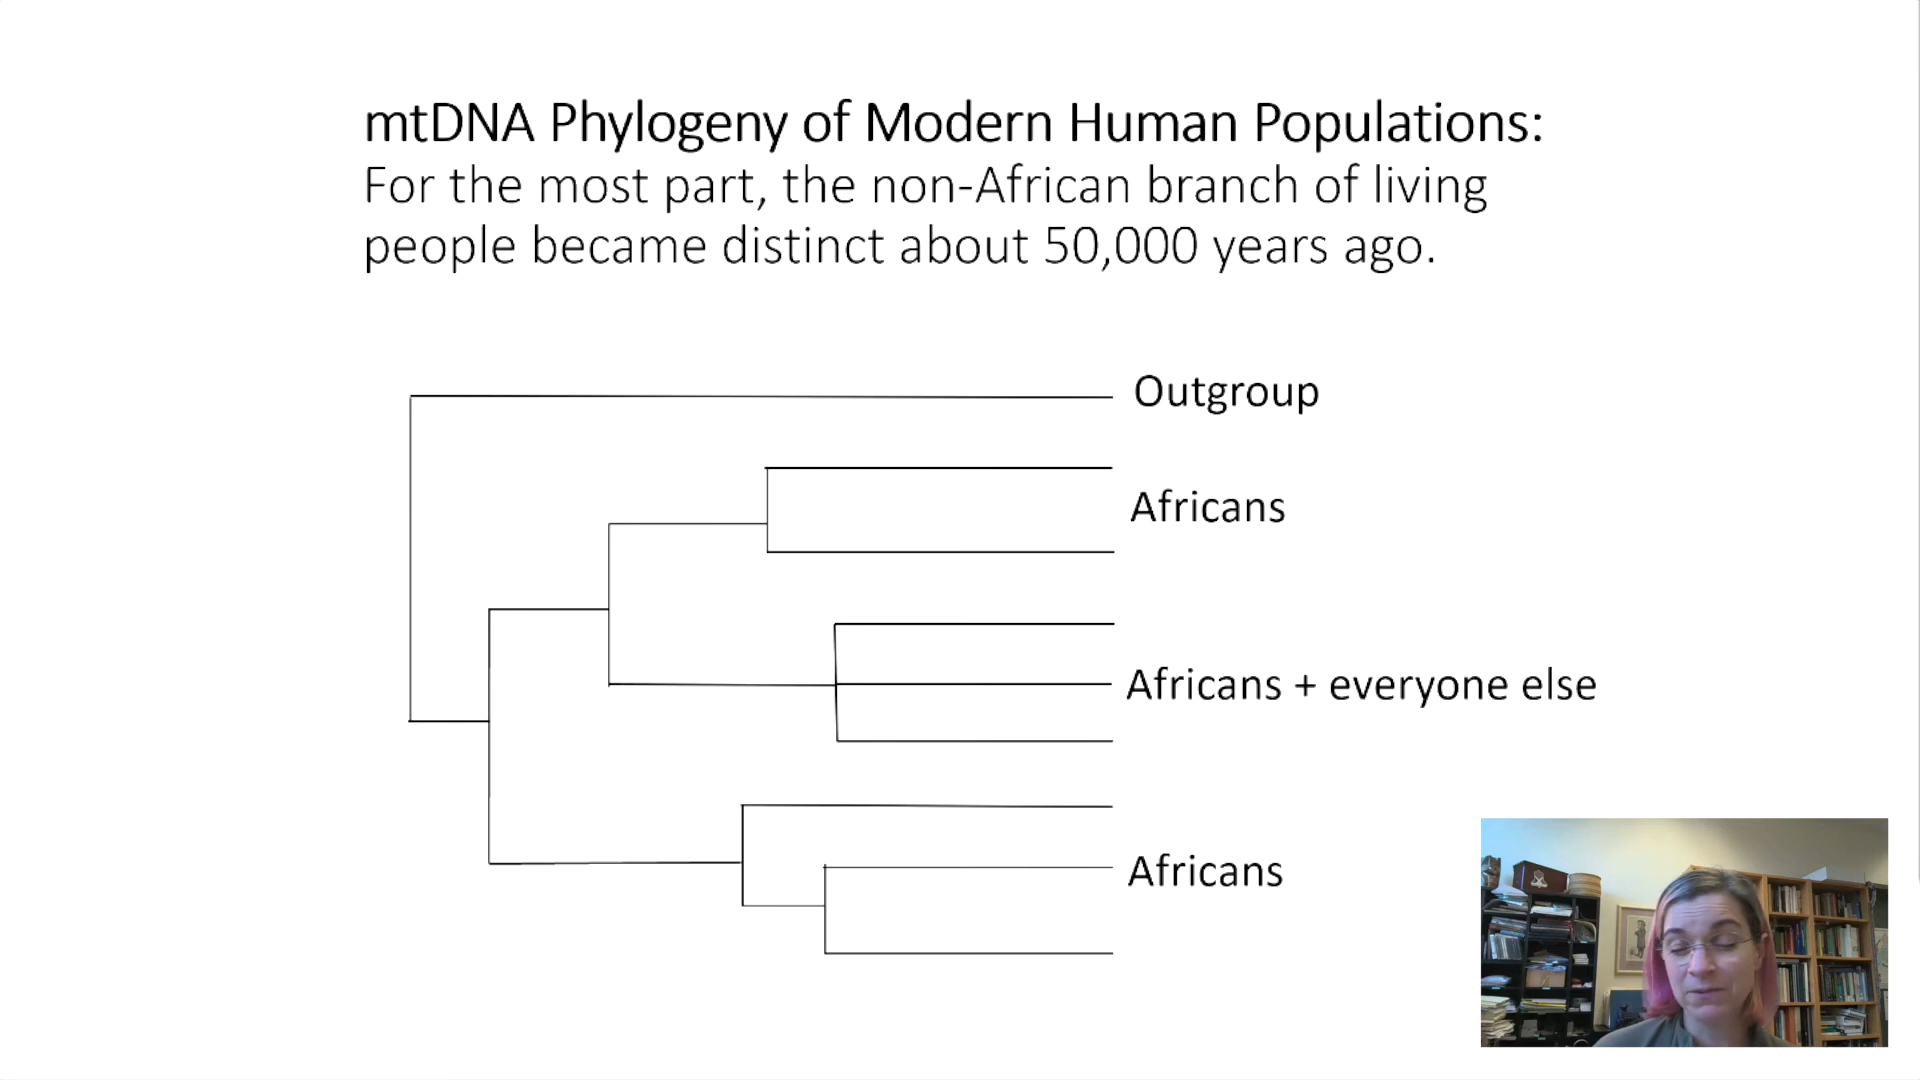 mtDNA Phylogeny of Modern Human Populations:
For the most part, the non-African branch of living
people became distinct about 50,000 years ago.
Outgroup
Africans
Africans + everyone else
Africans